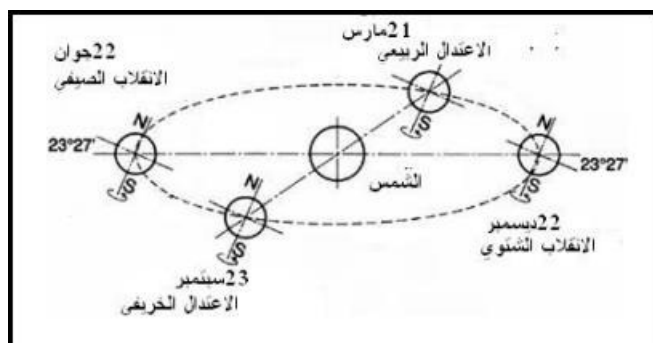 21مارس
الاعتدال الربيعي
22جوان
الانقلاب الصيفي
N
N
23°27'
S
S
الشمس
N
S
23°27'
N
S
22ديسمبر
الانقلاب الشتوي
23سبتمبر
الاعتدال الخريفي